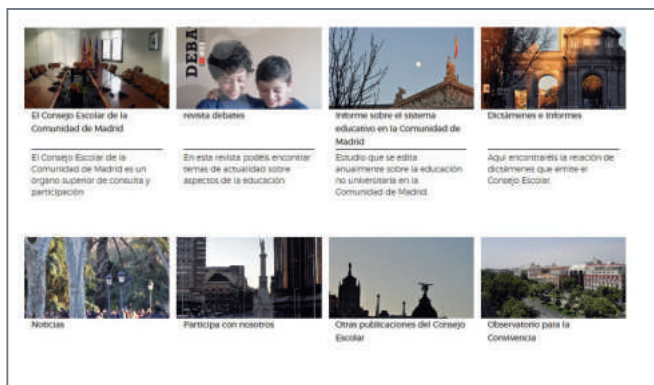 DEBA
El Consejo Escolar de la
Comunidad de Madrid
El Consejo Escolar de la
Comunidad de Madrid es un
órgano superior de consulta y
participación
revista debates
En esta revista podéis encontrar
temas de actualidad sobre
aspectos de la educación
Informe sobre el sistema
educativo en la Comunidad de
Madrid
Estudio que se edita
anualmente sobre la educación
no universitaria en la
Comunidad de Madrid.
Dictámenes e Informes
Aquí encontraréis la relación de
dictámenes que emite el
Consejo Escolar.
Noticias
Participa con nosotros
Otras publicaciones del Consejo
Escolar
Observatorio para la
Convivencia